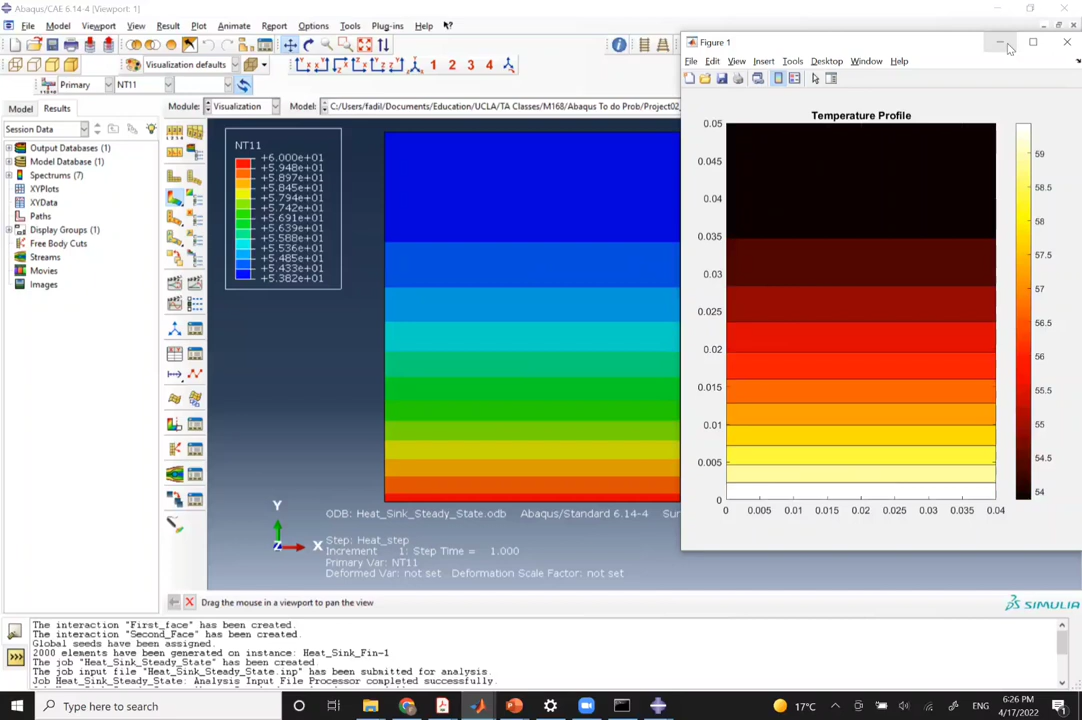 Abaqus/CAE 6.14-4 [Viewport: 1]
File Model Viewport View Result Plot Animate Report Options Tools Plug-ins Help
Visualization defaults
1 2 3 4
Primary NT11
Model Results
Module: Visualization Model: C:/Users/fadil/Documents/Education/UCLA/TA Classes/M168/Abaqus To do Prob/Project02_
Session Data
Output Databases (1)
Model Database (1)
Spectrums (7)
XYPlots
XYData
Paths
Display Groups (1)
Free Body Cuts
Streams
Movies
Images
NT11
+6.000e+01
+5.948e+01
+5.897e+01
+5.845e+01
+5.794e+01
+5.742e+01
+5.691e+01
+5.639e+01
+5.588e+01
+5.536e+01
+5.485e+01
+5.433e+01
+5.382e+01
Y
X
Z
ODB: Heat_Sink_Steady_State.odb Abaqus/Standard 6.14-4 Sur
Step: Heat_step
Increment 1: Step Time = 1.000
Primary Var: NT11
Deformed Var: not set Deformation Scale Factor: not set
Figure 1
File Edit View Insert Tools Desktop Window Help
Temperature Profile
0.05
0.045
0.04
0.035
0.03
0.025
0.02
0.015
0.01
0.005
0
0 0.005 0.01 0.015 0.02 0.025 0.03 0.035 0.04
59
58.5
58
57.5
57
56.5
56
55.5
55
54.5
54
Drag the mouse in a viewport to pan the view
SIMULIA
The interaction "First_face" has been created.
The interaction "Second_Face" has been created.
Global seeds have been assigned.
2000 elements have been generated on instance: Heat_Sink_Fin-1
The job "Heat_Sink_Steady_State" has been created.
The job input file "Heat_Sink_Steady_State.inp" has been submitted for analysis.
Job Heat_Sink_Steady_State: Analysis Input File Processor completed successfully.
Type here to search
17°C
ENG
6:26 PM
4/17/2022
1